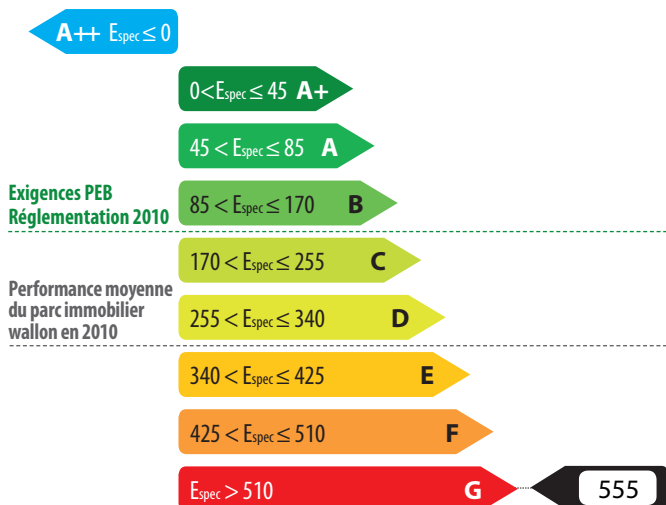 A++ Espec ≤ 0
0<Espec ≤ 45 A+
45 < Espec ≤ 85 A
Exigences PEB
Réglementation 2010
85 < Espec ≤ 170 B
170 < Espec ≤ 255 C
Performance moyenne
du parc immobilier
wallon en 2010
255 < Espec ≤ 340 D
340 < Espec ≤ 425 E
425 < Espec ≤ 510 F
Espec > 510 G
555